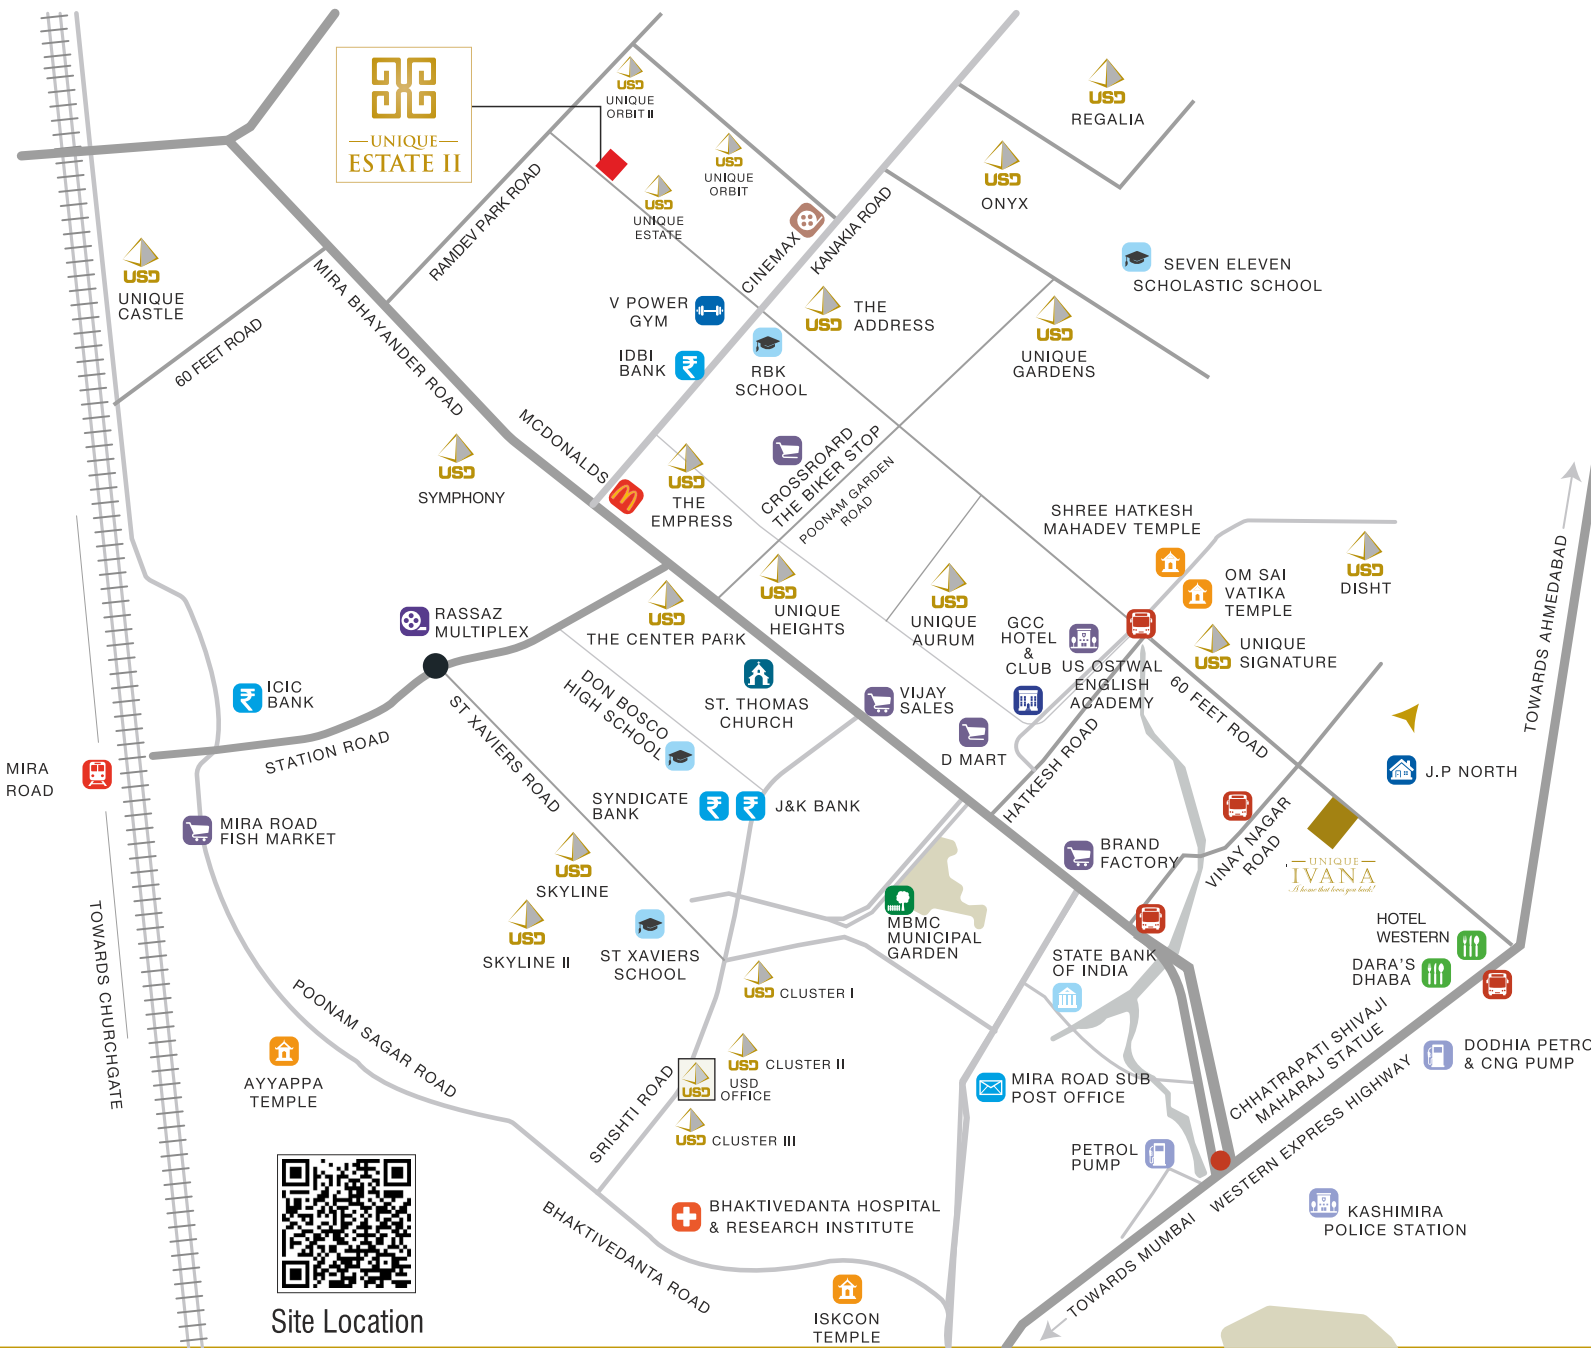 UNIQUE
ESTATE II
USD
UNIQUE
ORBIT II
USD
UNIQUE
ORBIT
USD
UNIQUE
ESTATE
USD
REGALIA
USD
ONYX
RAMDEV PARK ROAD
CINEMAX
KANAKIA ROAD
SEVEN ELEVEN
SCHOLASTIC SCHOOL
USD
UNIQUE
CASTLE
60 FEET ROAD
MIRA BHAYANDER ROAD
V POWER
GYM
IDBI
BANK
RBK
SCHOOL
USD
THE
ADDRESS
USD
UNIQUE
GARDENS
USD
SYMPHONY
MCDONALDS
USD
THE
EMPRESS
CROSSROARD
THE BIKER STOP
POONAM GARDEN
ROAD
SHREE HATKESH
MAHADEV TEMPLE
OM SAI
VATIKA
TEMPLE
USD
DISHT
TOWARDS AHMEDABAD
RASSAZ
MULTIPLEX
USD
THE CENTER PARK
USD
UNIQUE
HEIGHTS
USD
UNIQUE
AURUM
GCC
HOTEL
&
CLUB
US OSTWAL
ENGLISH
ACADEMY
USD
UNIQUE
SIGNATURE
ICIC
BANK
STATION ROAD
ST XAVIERS ROAD
DON BOSCO
HIGH SCHOOL
ST. THOMAS
CHURCH
VIJAY
SALES
D MART
HATKESH ROAD
60 FEET ROAD
J.P NORTH
MIRA
ROAD
MIRA ROAD
FISH MARKET
SYNDICATE
BANK
J&K BANK
BRAND
FACTORY
VINAY NAGAR
ROAD
UNIQUE
IVANA
A home that loves you back!
USD
SKYLINE
USD
SKYLINE II
ST XAVIERS
SCHOOL
MBMC
MUNICIPAL
GARDEN
STATE BANK
OF INDIA
HOTEL
WESTERN
DARA'S
DHABA
TOWARDS CHURCHGATE
POONAM SAGAR ROAD
USD CLUSTER I
USD CLUSTER II
USD
USD
OFFICE
USD CLUSTER III
SRISHTI ROAD
AYYAPPA
TEMPLE
MIRA ROAD SUB
POST OFFICE
CHHATRAPATI SHIVAJI
MAHARAJ STATUE
DODHIA PETRO
& CNG PUMP
WESTERN EXPRESS HIGHWAY
PETROL
PUMP
BHAKTIVEDANTA HOSPITAL
& RESEARCH INSTITUTE
KASHIMIRA
POLICE STATION
BHAKTIVEDANTA ROAD
TOWARDS MUMBAI
ISKCON
TEMPLE
Site Location